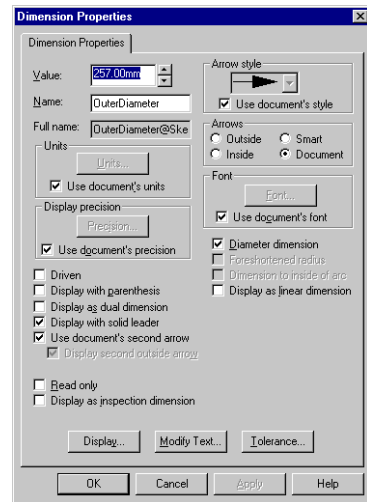 Dimension Properties
Dimension Properties
Value:
257.00mm
Name:
OuterDiameter
Full name:
OuterDiameter@Ske
Units
Units...
Use document's units
Display precision
Precision...
Use document's precision
Driven
Display with parenthesis
Display as dual dimension
Display with solid leader
Use document's second arrow
Display second outside arrow
Read only
Display as inspection dimension
Arrow style
Use document's style
Arrows
Outside
Smart
Inside
Document
Font
Font...
Use document's font
Diameter dimension
Foreshortened radius
Dimension to inside of arc
Display as linear dimension
Display...
Modify Text...
Tolerance...
OK
Cancel
Apply
Help